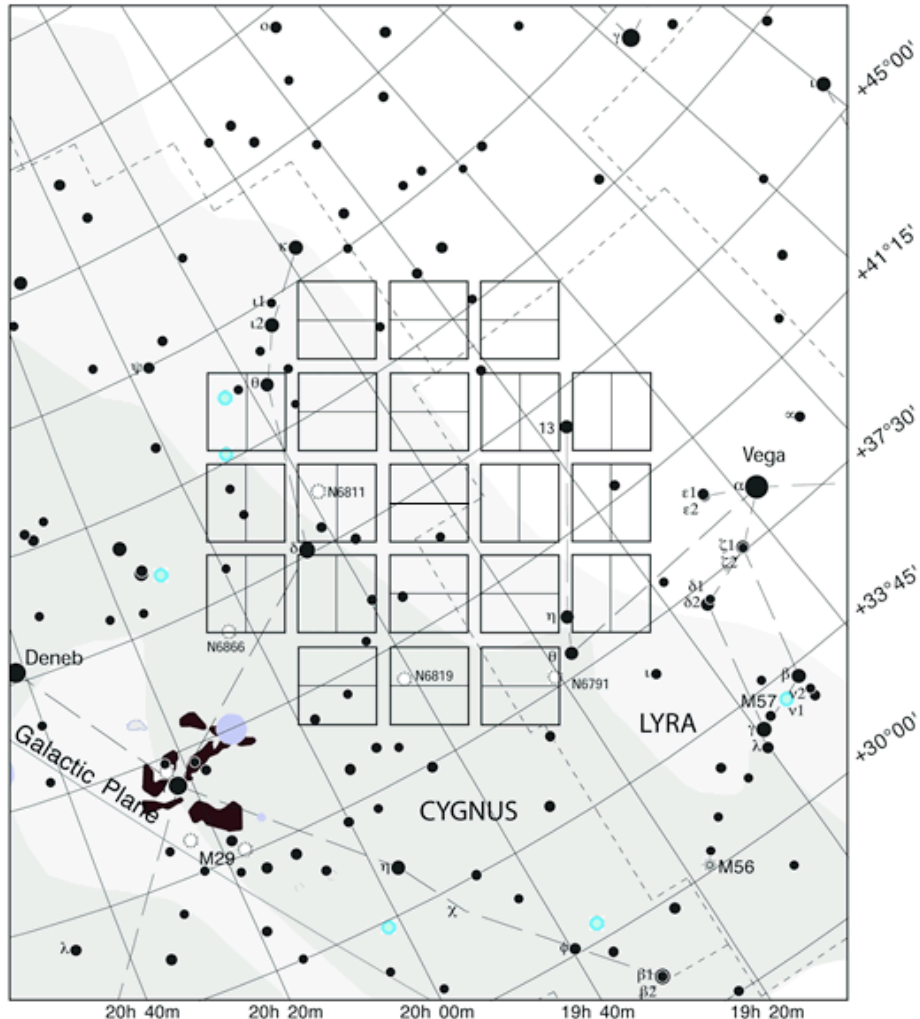 ο
γ
ι
+45°00'
κ
+41°15'
ι1
ι2
ψ
θ
+37°30'
13
∝
Vega
α
ε1
ε2
N6811
δ
ζ1
ζ2
+33°45'
δ1
δ2
η
N6866
Deneb
θ
N6819
N6791
ι
β
M57
ν2
ν1
LYRA
γ
λ
+30°00'
Galactic Plane
CYGNUS
M29
η
M56
χ
λ
φ
β1
β2
20h 40m 20h 20m 20h 00m 19h 40m 19h 20m